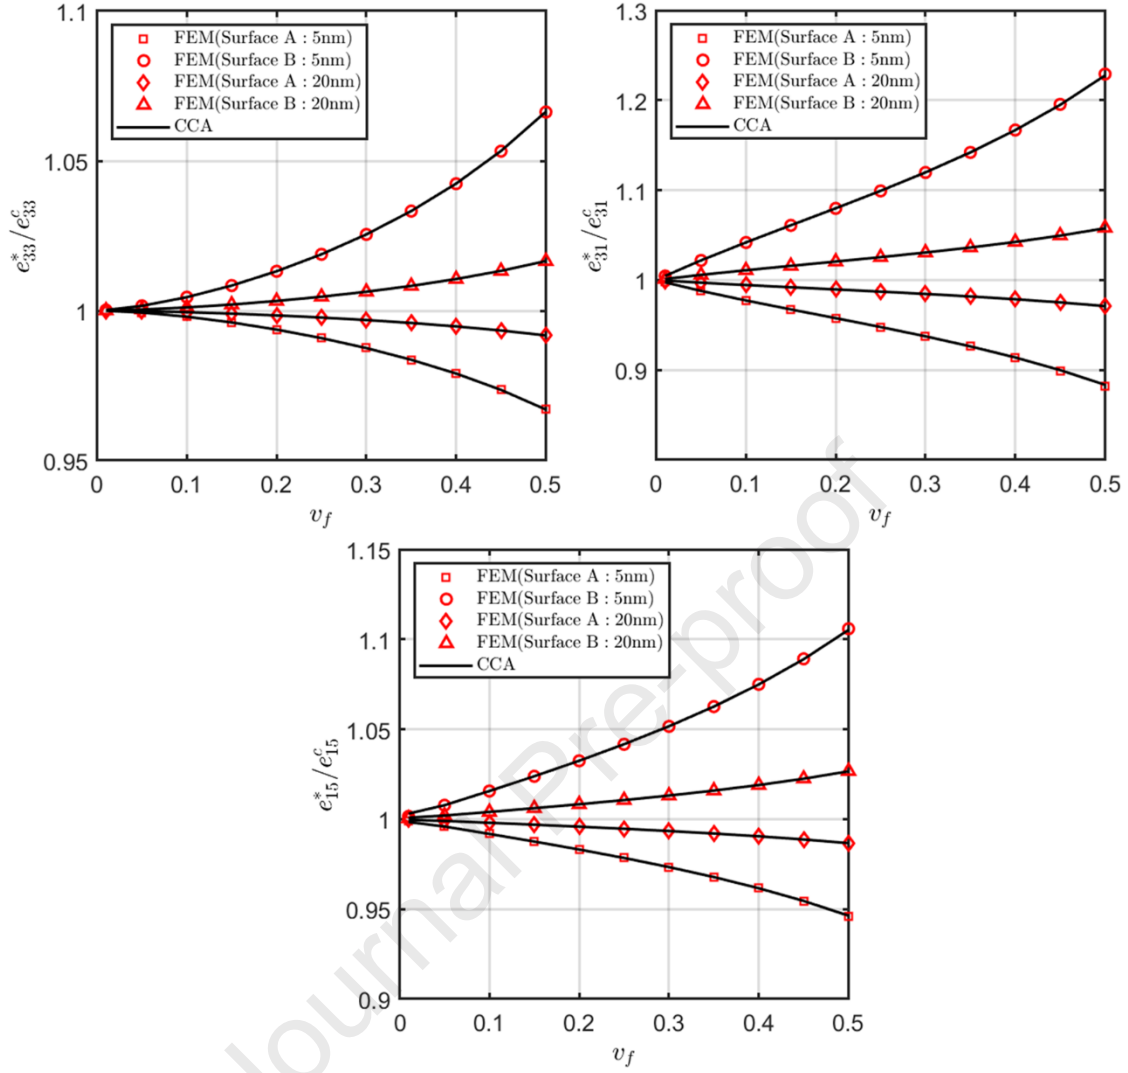 1.1
FEM(Surface A : 5nm)
FEM(Surface B : 5nm)
FEM(Surface A : 20nm)
FEM(Surface B : 20nm)
CCA
1.05
1
0.95
e*33/ec33
0 0.1 0.2 0.3 0.4 0.5
vf
1.3
FEM(Surface A : 5nm)
FEM(Surface B : 5nm)
FEM(Surface A : 20nm)
FEM(Surface B : 20nm)
CCA
1.2
1.1
1
0.9
e*31/ec31
0 0.1 0.2 0.3 0.4 0.5
vf
1.15
FEM(Surface A : 5nm)
FEM(Surface B : 5nm)
FEM(Surface A : 20nm)
FEM(Surface B : 20nm)
CCA
1.1
1.05
1
0.95
0.9
e*15/ec15
0 0.1 0.2 0.3 0.4 0.5
vf
Journal Pre-proof